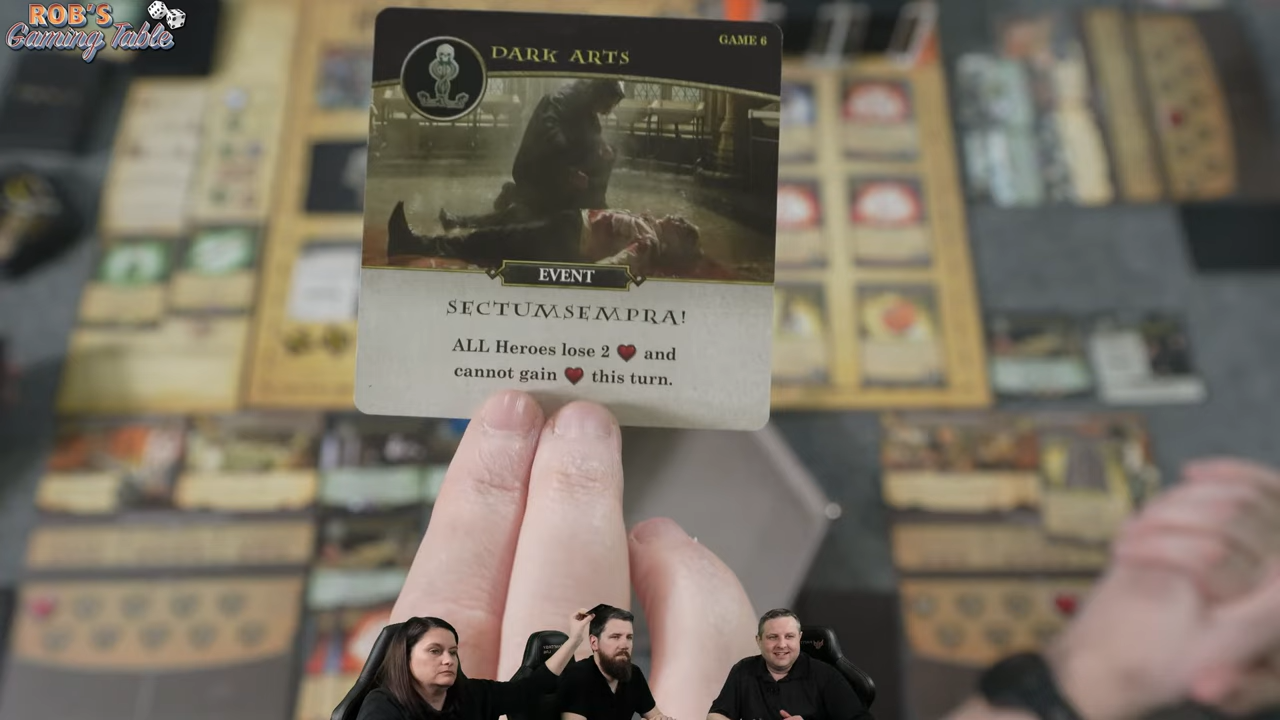 ROB'S
Gaming Table
DARK ARTS
GAME 6
EVENT
SECTUMSEMPRA!
ALL Heroes lose 2 and
cannot gain this turn.